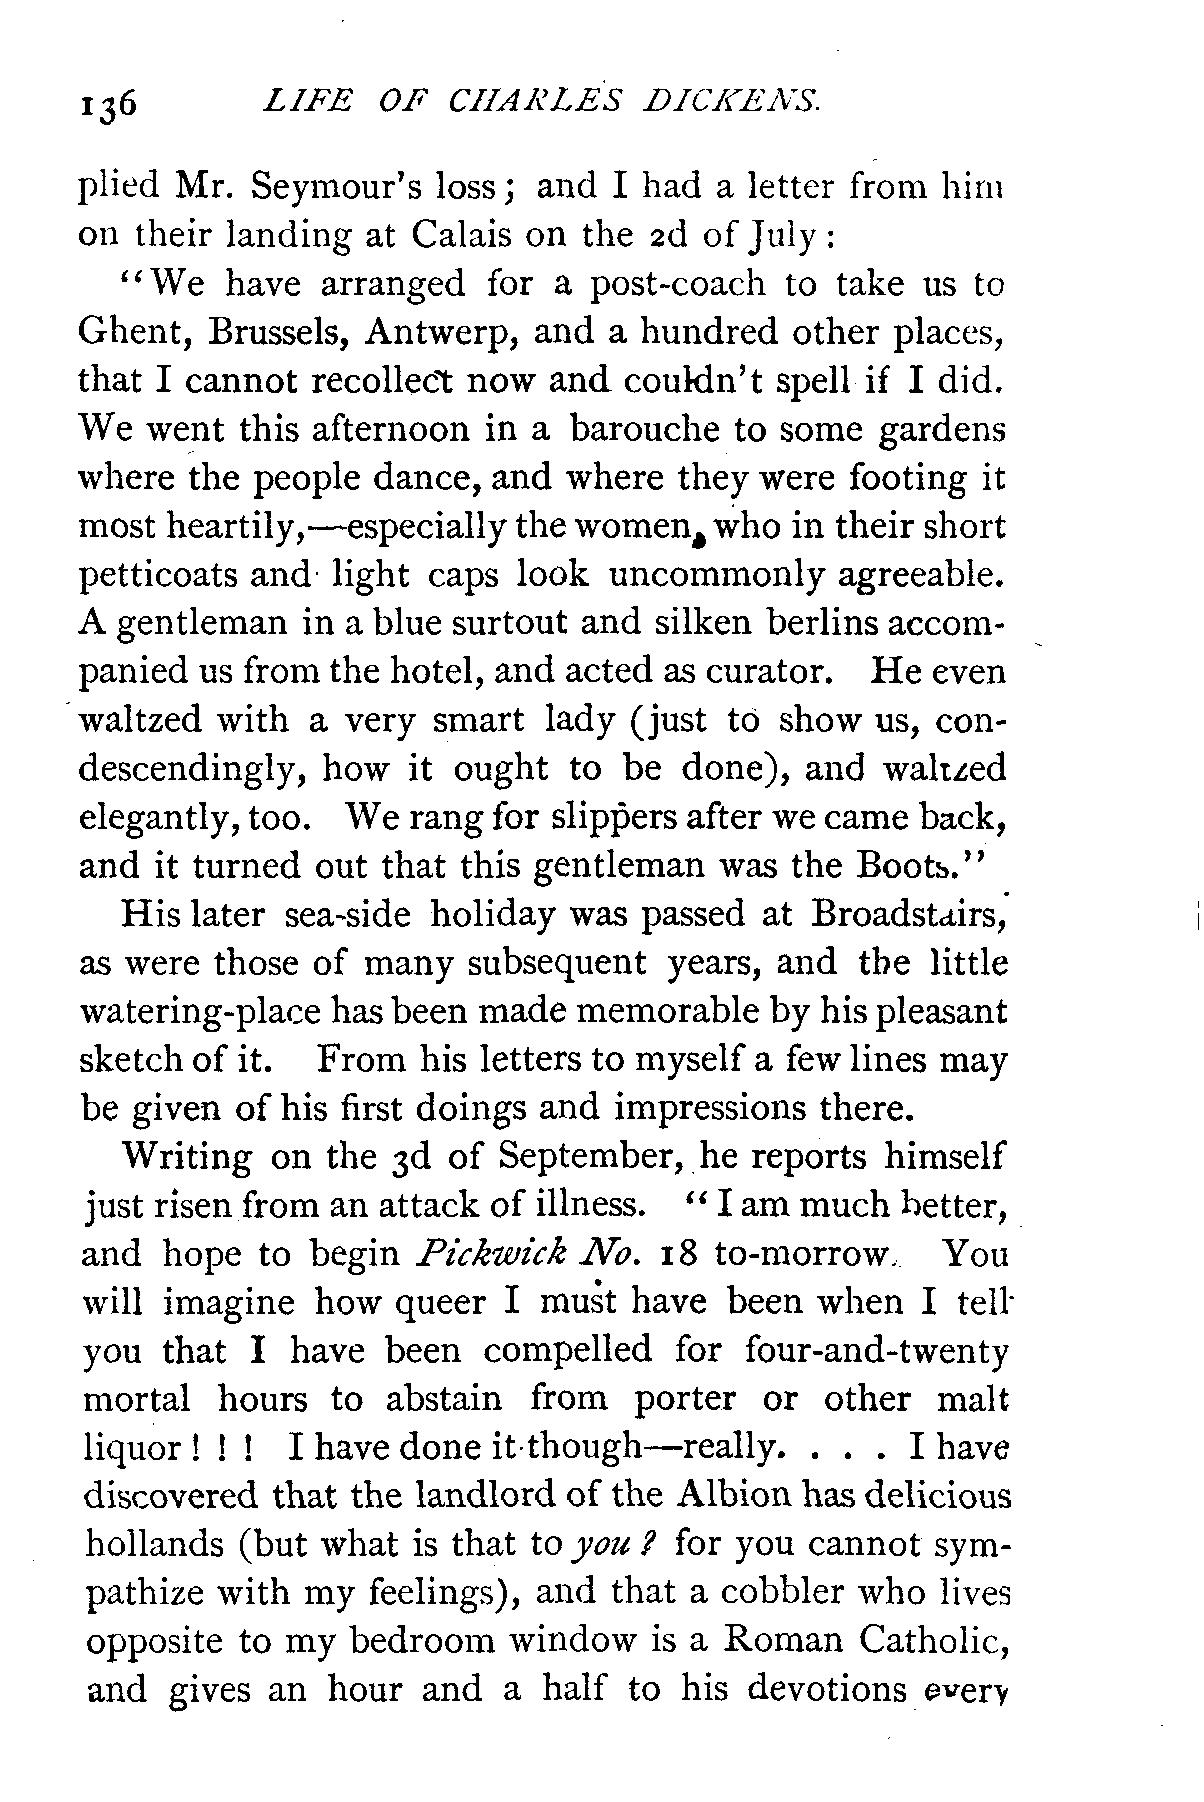 136 LIFE OF CHARLES DICKENS.
plied Mr. Seymour's loss; and I had a letter from him
on their landing at Calais on the 2d of July:
"We have arranged for a post-coach to take us to
Ghent, Brussels, Antwerp, and a hundred other places,
that I cannot recollect now and couldn't spell if I did.
We went this afternoon in a barouche to some gardens
where the people dance, and where they were footing it
most heartily,—especially the women, who in their short
petticoats and light caps look uncommonly agreeable.
A gentleman in a blue surtout and silken berlins accom-
panied us from the hotel, and acted as curator. He even
waltzed with a very smart lady (just to show us, con-
descendingly, how it ought to be done), and waltzed
elegantly, too. We rang for slippers after we came back,
and it turned out that this gentleman was the Boots."
His later sea-side holiday was passed at Broadstairs,
as were those of many subsequent years, and the little
watering-place has been made memorable by his pleasant
sketch of it. From his letters to myself a few lines may
be given of his first doings and impressions there.
Writing on the 3d of September, he reports himself
just risen from an attack of illness. "I am much better,
and hope to begin Pickwick No. 18 to-morrow. You
will imagine how queer I must have been when I tell
you that I have been compelled for four-and-twenty
mortal hours to abstain from porter or other malt
liquor! ! ! I have done it though—really. . . . I have
discovered that the landlord of the Albion has delicious
hollands (but what is that to you? for you cannot sym-
pathize with my feelings), and that a cobbler who lives
opposite to my bedroom window is a Roman Catholic,
and gives an hour and a half to his devotions every